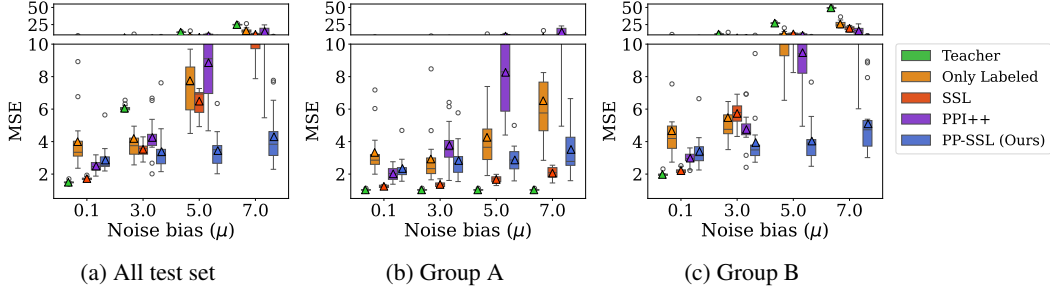 50
25
10
8
6
4
2
MSE
0.1 3.0 5.0 7.0
Noise bias (μ)
(a) All test set
50
25
10
8
6
4
2
MSE
0.1 3.0 5.0 7.0
Noise bias (μ)
(b) Group A
50
25
10
8
6
4
2
MSE
0.1 3.0 5.0 7.0
Noise bias (μ)
(c) Group B
Teacher
Only Labeled
SSL
PPI++
PP-SSL (Ours)